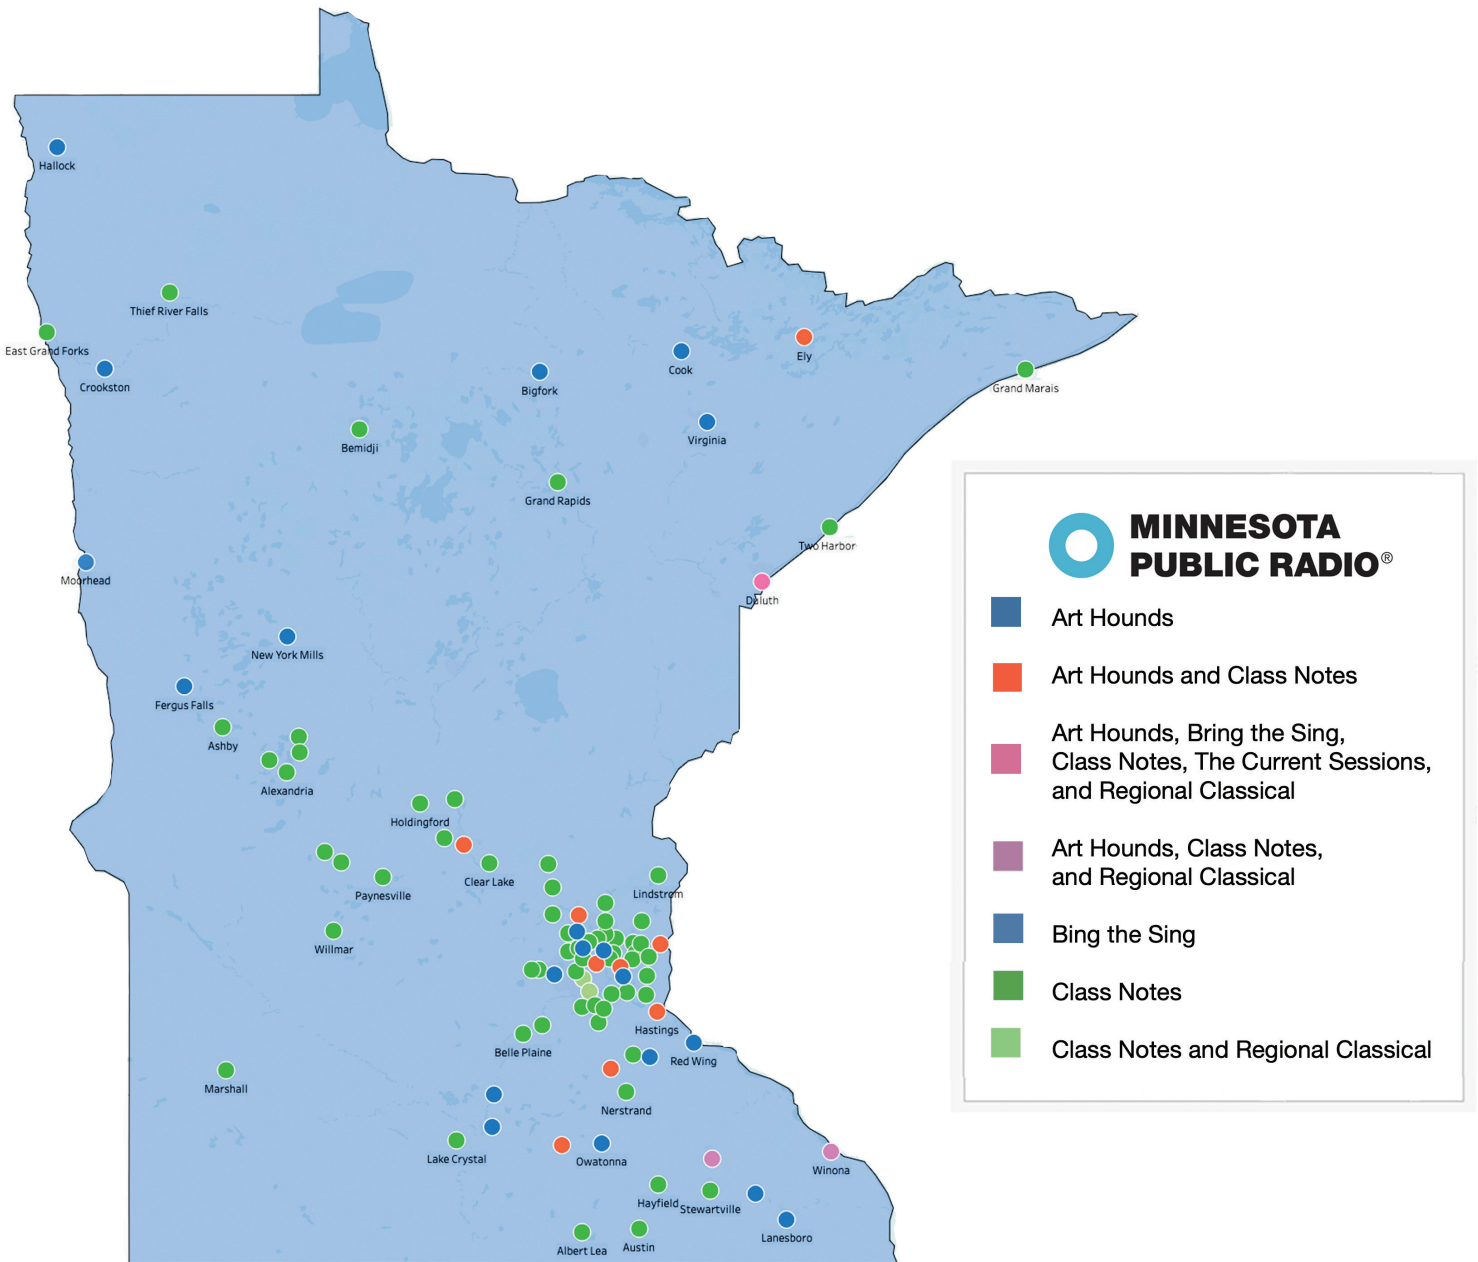 Hallock
Thief River Falls
East Grand Forks
Crookston
Bigfork
Cook
Ely
Grand Marais
Bemidji
Virginia
Grand Rapids
Two Harbor
Moorhead
Duluth
New York Mills
Fergus Falls
Ashby
Alexandria
Holdingford
Clear Lake
Paynesville
Lindstrom
Willmar
Hastings
Belle Plaine
Red Wing
Marshall
Nerstrand
Lake Crystal
Owatonna
Winona
Hayfield
Stewartville
Lanesboro
Albert Lea
Austin
MINNESOTA
PUBLIC RADIO®
Art Hounds
Art Hounds and Class Notes
Art Hounds, Bring the Sing,
Class Notes, The Current Sessions,
and Regional Classical
Art Hounds, Class Notes,
and Regional Classical
Bing the Sing
Class Notes
Class Notes and Regional Classical